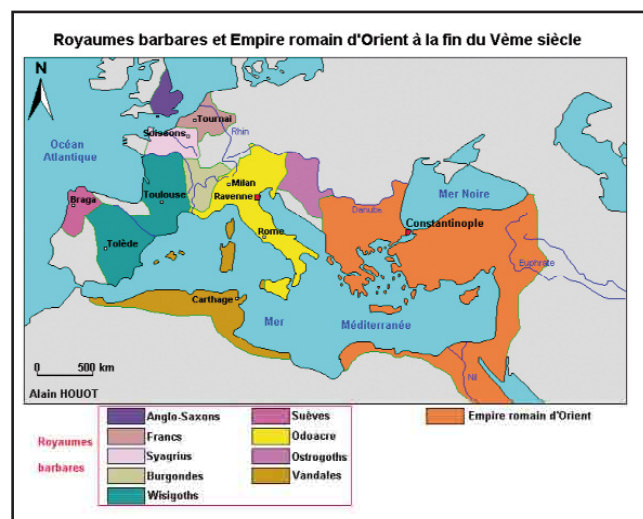 Royaumes barbares et Empire romain d'Orient à la fin du Vème siècle
N
Tournai
Soissons
Rhin
Océan
Atlantique
Milan
Ravenne
Toulouse
Braga
Mer Noire
Danube
Constantinople
Rome
Tolède
Euphrate
Carthage
Mer
Méditerranée
Nil
0 500 km
Alain HOUOT
Royaumes
barbares
Anglo-Saxons
Francs
Syagrius
Burgondes
Wisigoths
Suèves
Odoacre
Ostrogoths
Vandales
Empire romain d'Orient